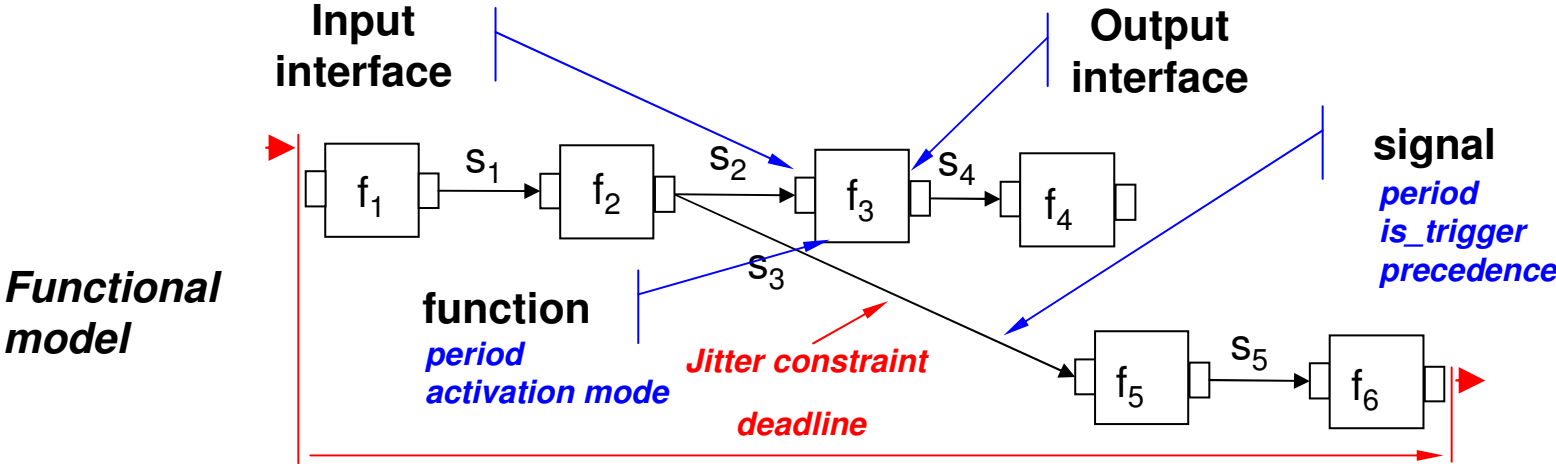 Input
interface
Output
interface
signal
period
is_trigger
precedence
s1
s2
s4
f1
f2
f3
f4
Functional
model
s3
function
period
activation mode
Jitter constraint
deadline
s5
f5
f6